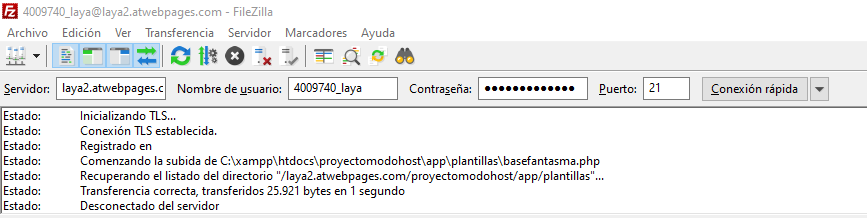 4009740_laya@laya2.atwebpages.com - FileZilla
Archivo Edición Ver Transferencia Servidor Marcadores Ayuda
Servidor: laya2.atwebpages.c Nombre de usuario: 4009740_laya Contraseña: ●●●●●●●●●●●●● Puerto: 21 Conexión rápida
Estado: Inicializando TLS...
Estado: Conexión TLS establecida.
Estado: Registrado en
Estado: Comenzando la subida de C:\xampp\htdocs\proyectomodohost\app\plantillas\basefantasma.php
Estado: Recuperando el listado del directorio "/laya2.atwebpages.com/proyectomodohost/app/plantillas"...
Estado: Transferencia correcta, transferidos 25.921 bytes en 1 segundo
Estado: Desconectado del servidor